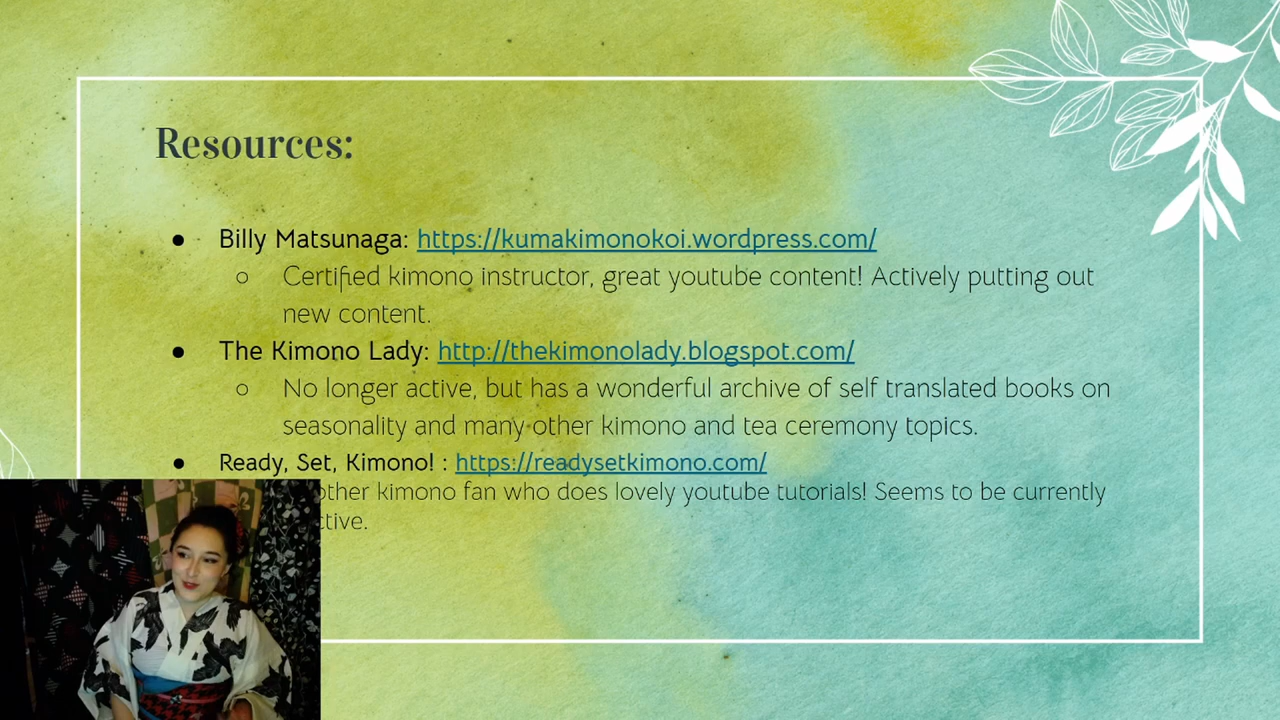 Resources:
● Billy Matsunaga: https://kumakimonokoi.wordpress.com/
○ Certified kimono instructor, great youtube content! Actively putting out
new content.
● The Kimono Lady: http://thekimonolady.blogspot.com/
○ No longer active, but has a wonderful archive of self translated books on
seasonality and many other kimono and tea ceremony topics.
● Ready, Set, Kimono! : https://readysetkimono.com/
other kimono fan who does lovely youtube tutorials! Seems to be currently